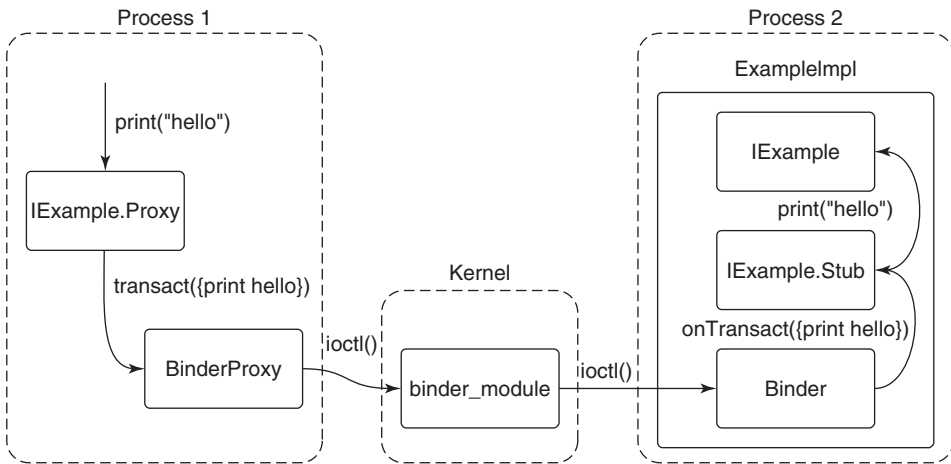 Process 1
Process 2
ExampleImpl
print("hello")
IExample
IExample.Proxy
print("hello")
Kernel
IExample.Stub
transact({print hello})
onTransact({print hello})
ioctl()
ioctl()
BinderProxy
binder_module
Binder